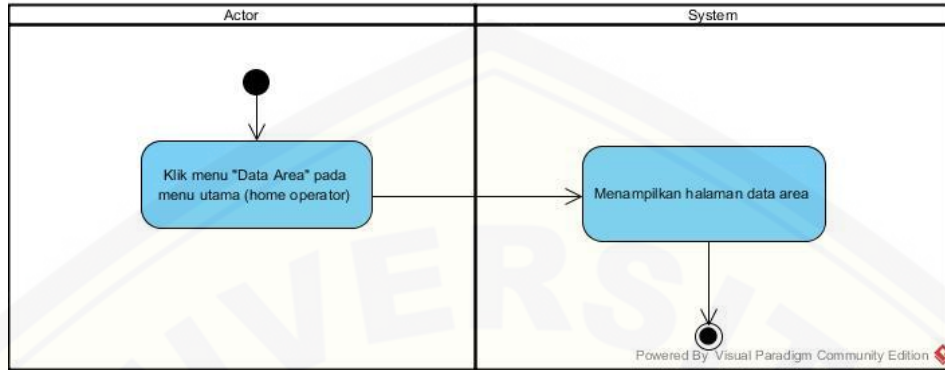 Actor
System
Klik menu "Data Area" pada
menu utama (home operator)
Menampilkan halaman data area
UNIVERSIT
Powered By Visual Paradigm Community Edition